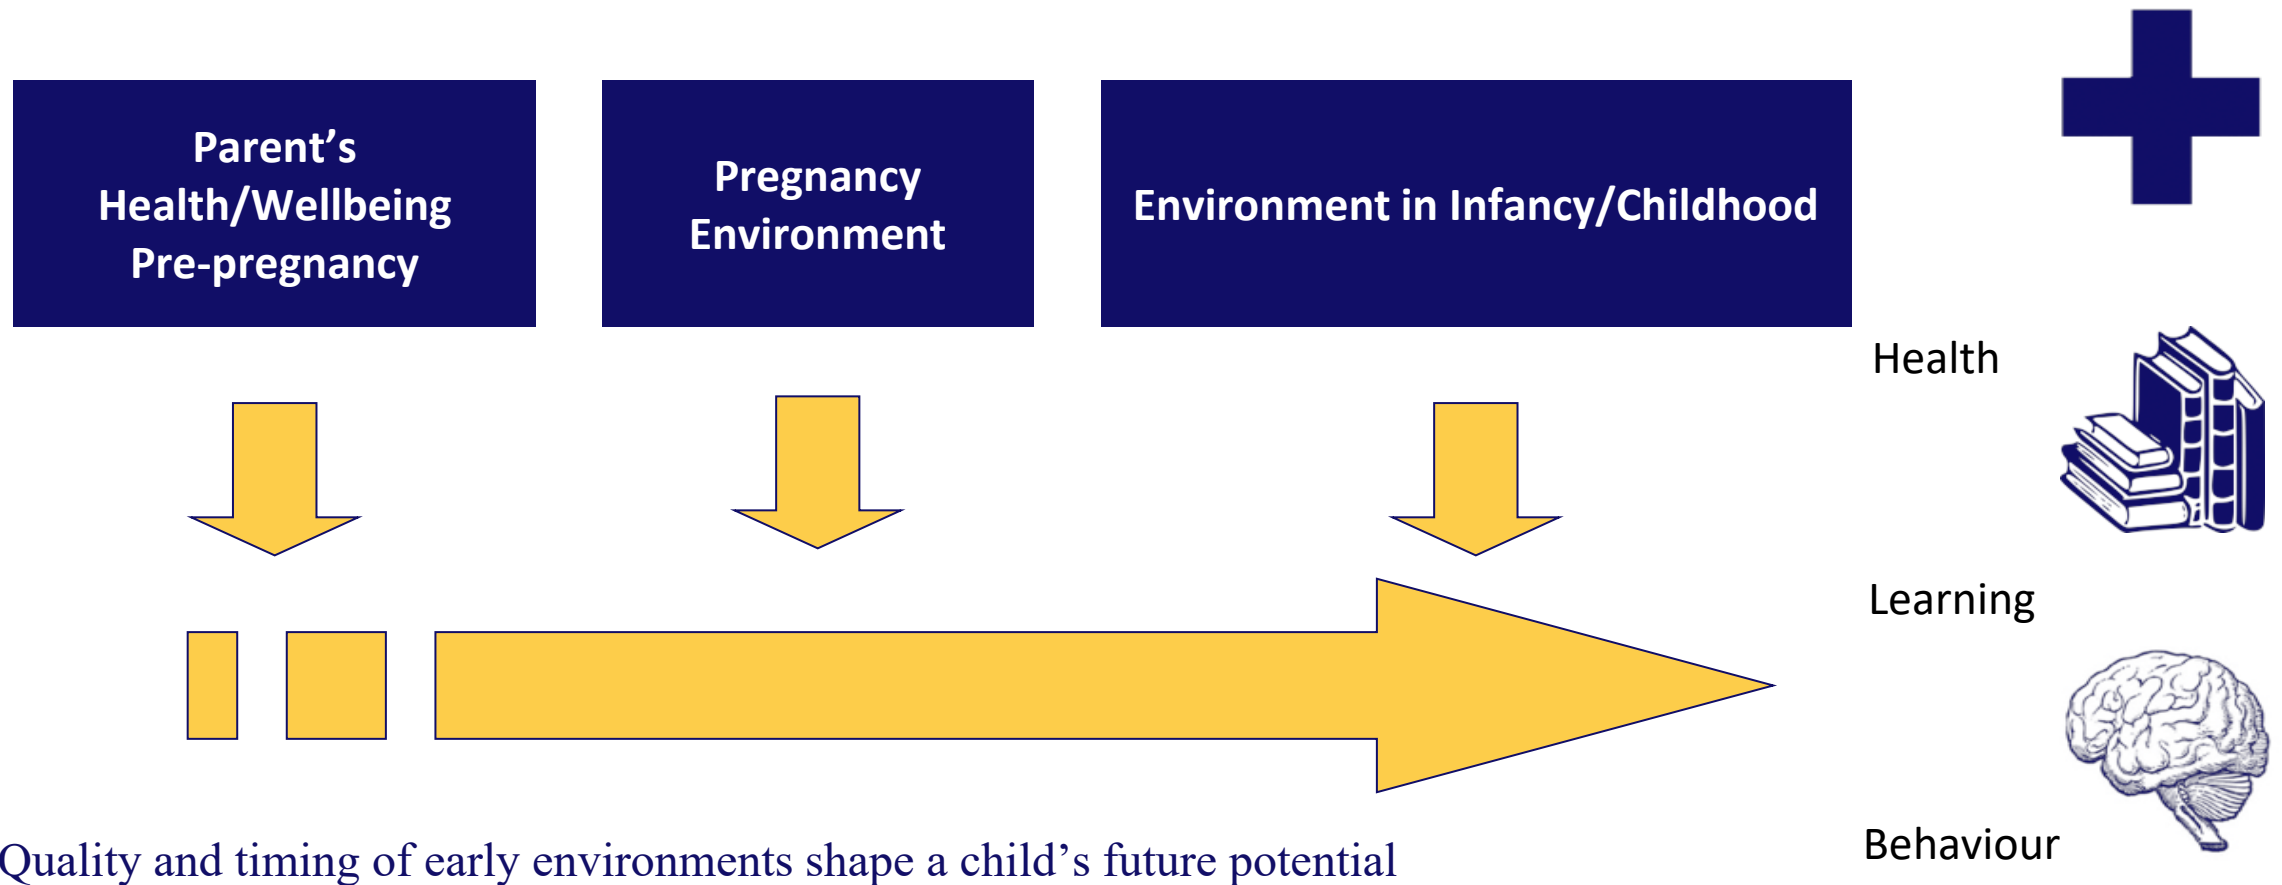 Parent’s
Health/Wellbeing
Pre-pregnancy
Pregnancy
Environment
Environment in Infancy/Childhood
Health
Learning
Behaviour
Quality and timing of early environments shape a child’s future potential